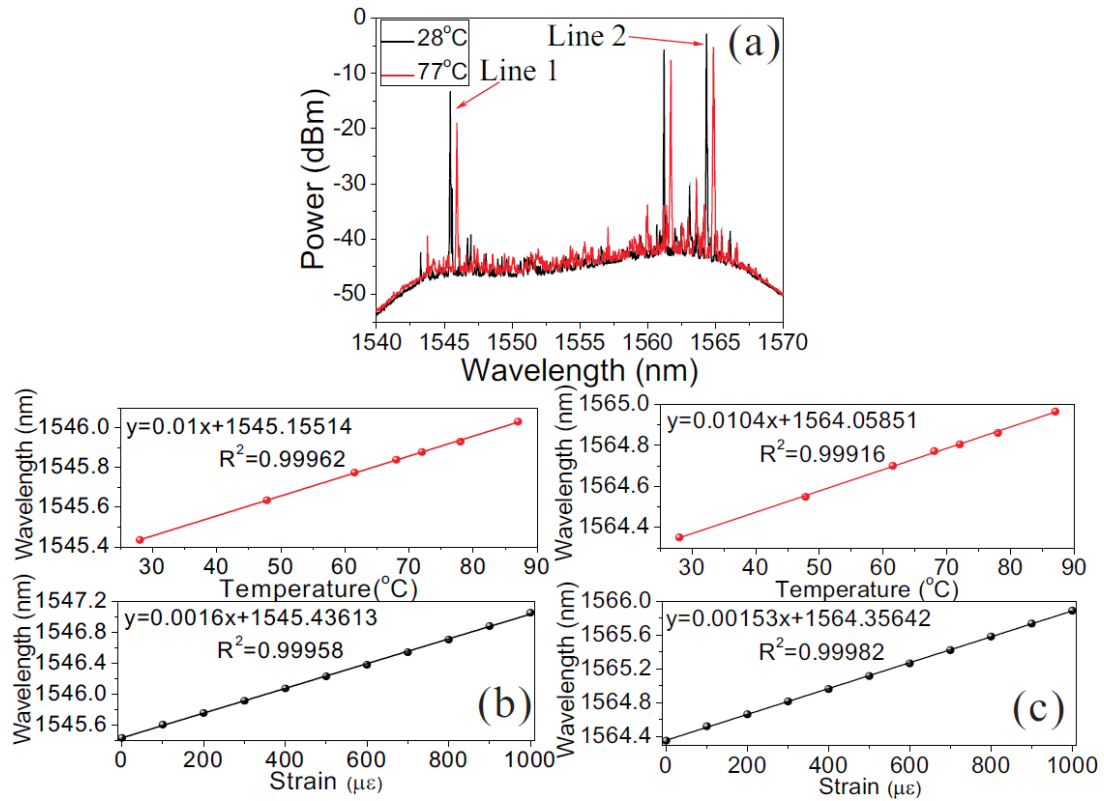 (a)
28°C
77°C
Line 1
Line 2
Power (dBm)
0
-10
-20
-30
-40
-50
1540 1545 1550 1555 1560 1565 1570
Wavelength (nm)
Wavelength (nm)
1546.0
1545.8
1545.6
1545.4
y=0.01x+1545.15514
R²=0.99962
30 40 50 60 70 80 90
Temperature(°C)
Wavelength (nm)
1565.0
1564.8
1564.6
1564.4
y=0.0104x+1564.05851
R²=0.99916
30 40 50 60 70 80 90
Temperature (°C)
Wavelength (nm)
1547.2
1546.8
1546.4
1546.0
1545.6
y=0.0016x+1545.43613
R²=0.99958
(b)
0 200 400 600 800 1000
Strain (με)
Wavelength (nm)
1566.0
1565.6
1565.2
1564.8
1564.4
y=0.00153x+1564.35642
R²=0.99982
(c)
0 200 400 600 800 1000
Strain (με)